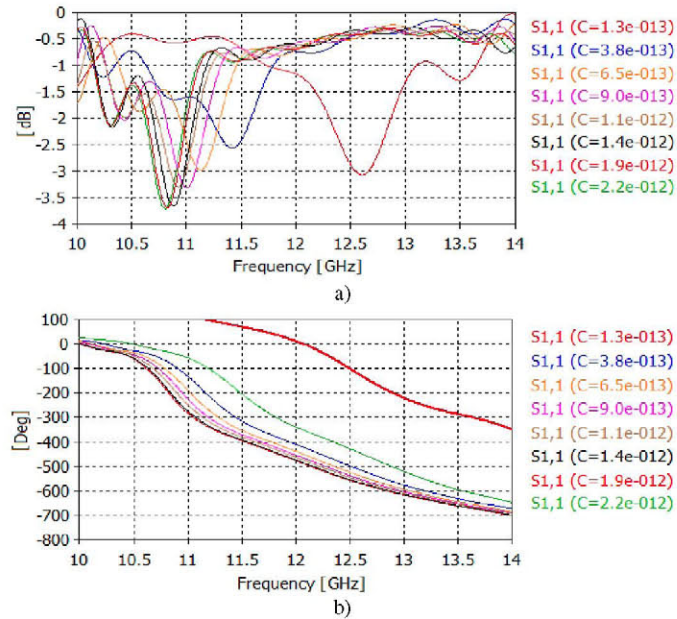 0
-0.5
-1
-1.5
-2
-2.5
-3
-3.5
-4
[dB]
10 10.5 11 11.5 12 12.5 13 13.5 14
Frequency [GHz]
S1,1 (C=1.3e-013)
S1,1 (C=3.8e-013)
S1,1 (C=6.5e-013)
S1,1 (C=9.0e-013)
S1,1 (C=1.1e-012)
S1,1 (C=1.4e-012)
S1,1 (C=1.9e-012)
S1,1 (C=2.2e-012)
a)
100
0
-100
-200
-300
-400
-500
-600
-700
-800
[Deg]
10 10.5 11 11.5 12 12.5 13 13.5 14
Frequency [GHz]
S1,1 (C=1.3e-013)
S1,1 (C=3.8e-013)
S1,1 (C=6.5e-013)
S1,1 (C=9.0e-013)
S1,1 (C=1.1e-012)
S1,1 (C=1.4e-012)
S1,1 (C=1.9e-012)
S1,1 (C=2.2e-012)
b)